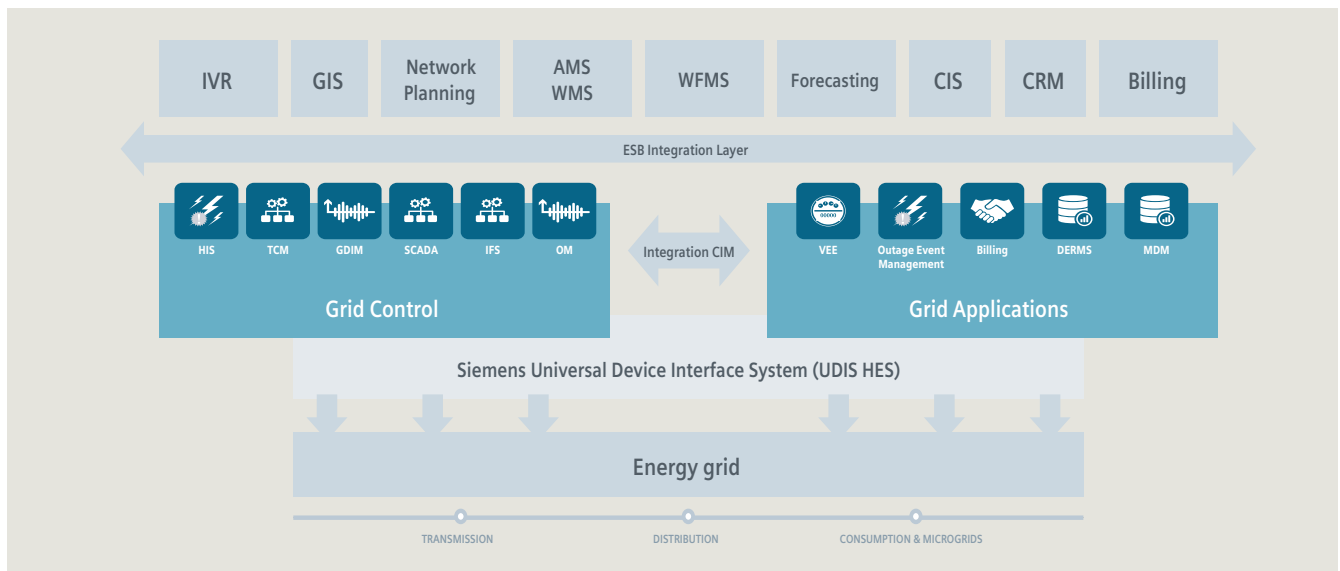 IVR
GIS
Network
Planning
AMS
WMS
WFMS
Forecasting
CIS
CRM
Billing
ESB Integration Layer
HIS
TCM
GDIM
SCADA
IFS
OM
Grid Control
Integration CIM
00000
VEE
Outage Event
Management
Billing
DERMS
MDM
Grid Applications
Siemens Universal Device Interface System (UDIS HES)
Energy grid
TRANSMISSION
DISTRIBUTION
CONSUMPTION & MICROGRIDS